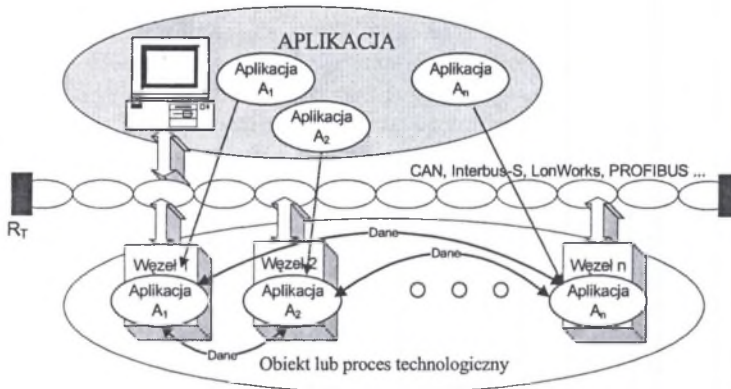 APLIKACJA
Aplikacja
A1
Aplikacja
A2
Aplikacja
An
CAN, Interbus-S, LonWorks, PROFIBUS ...
RT
Dane
Dane
Węzeł 1
Węzeł 2
Węzeł n
Aplikacja
A1
Aplikacja
A2
Aplikacja
An
Dane
Obiekt lub proces technologiczny